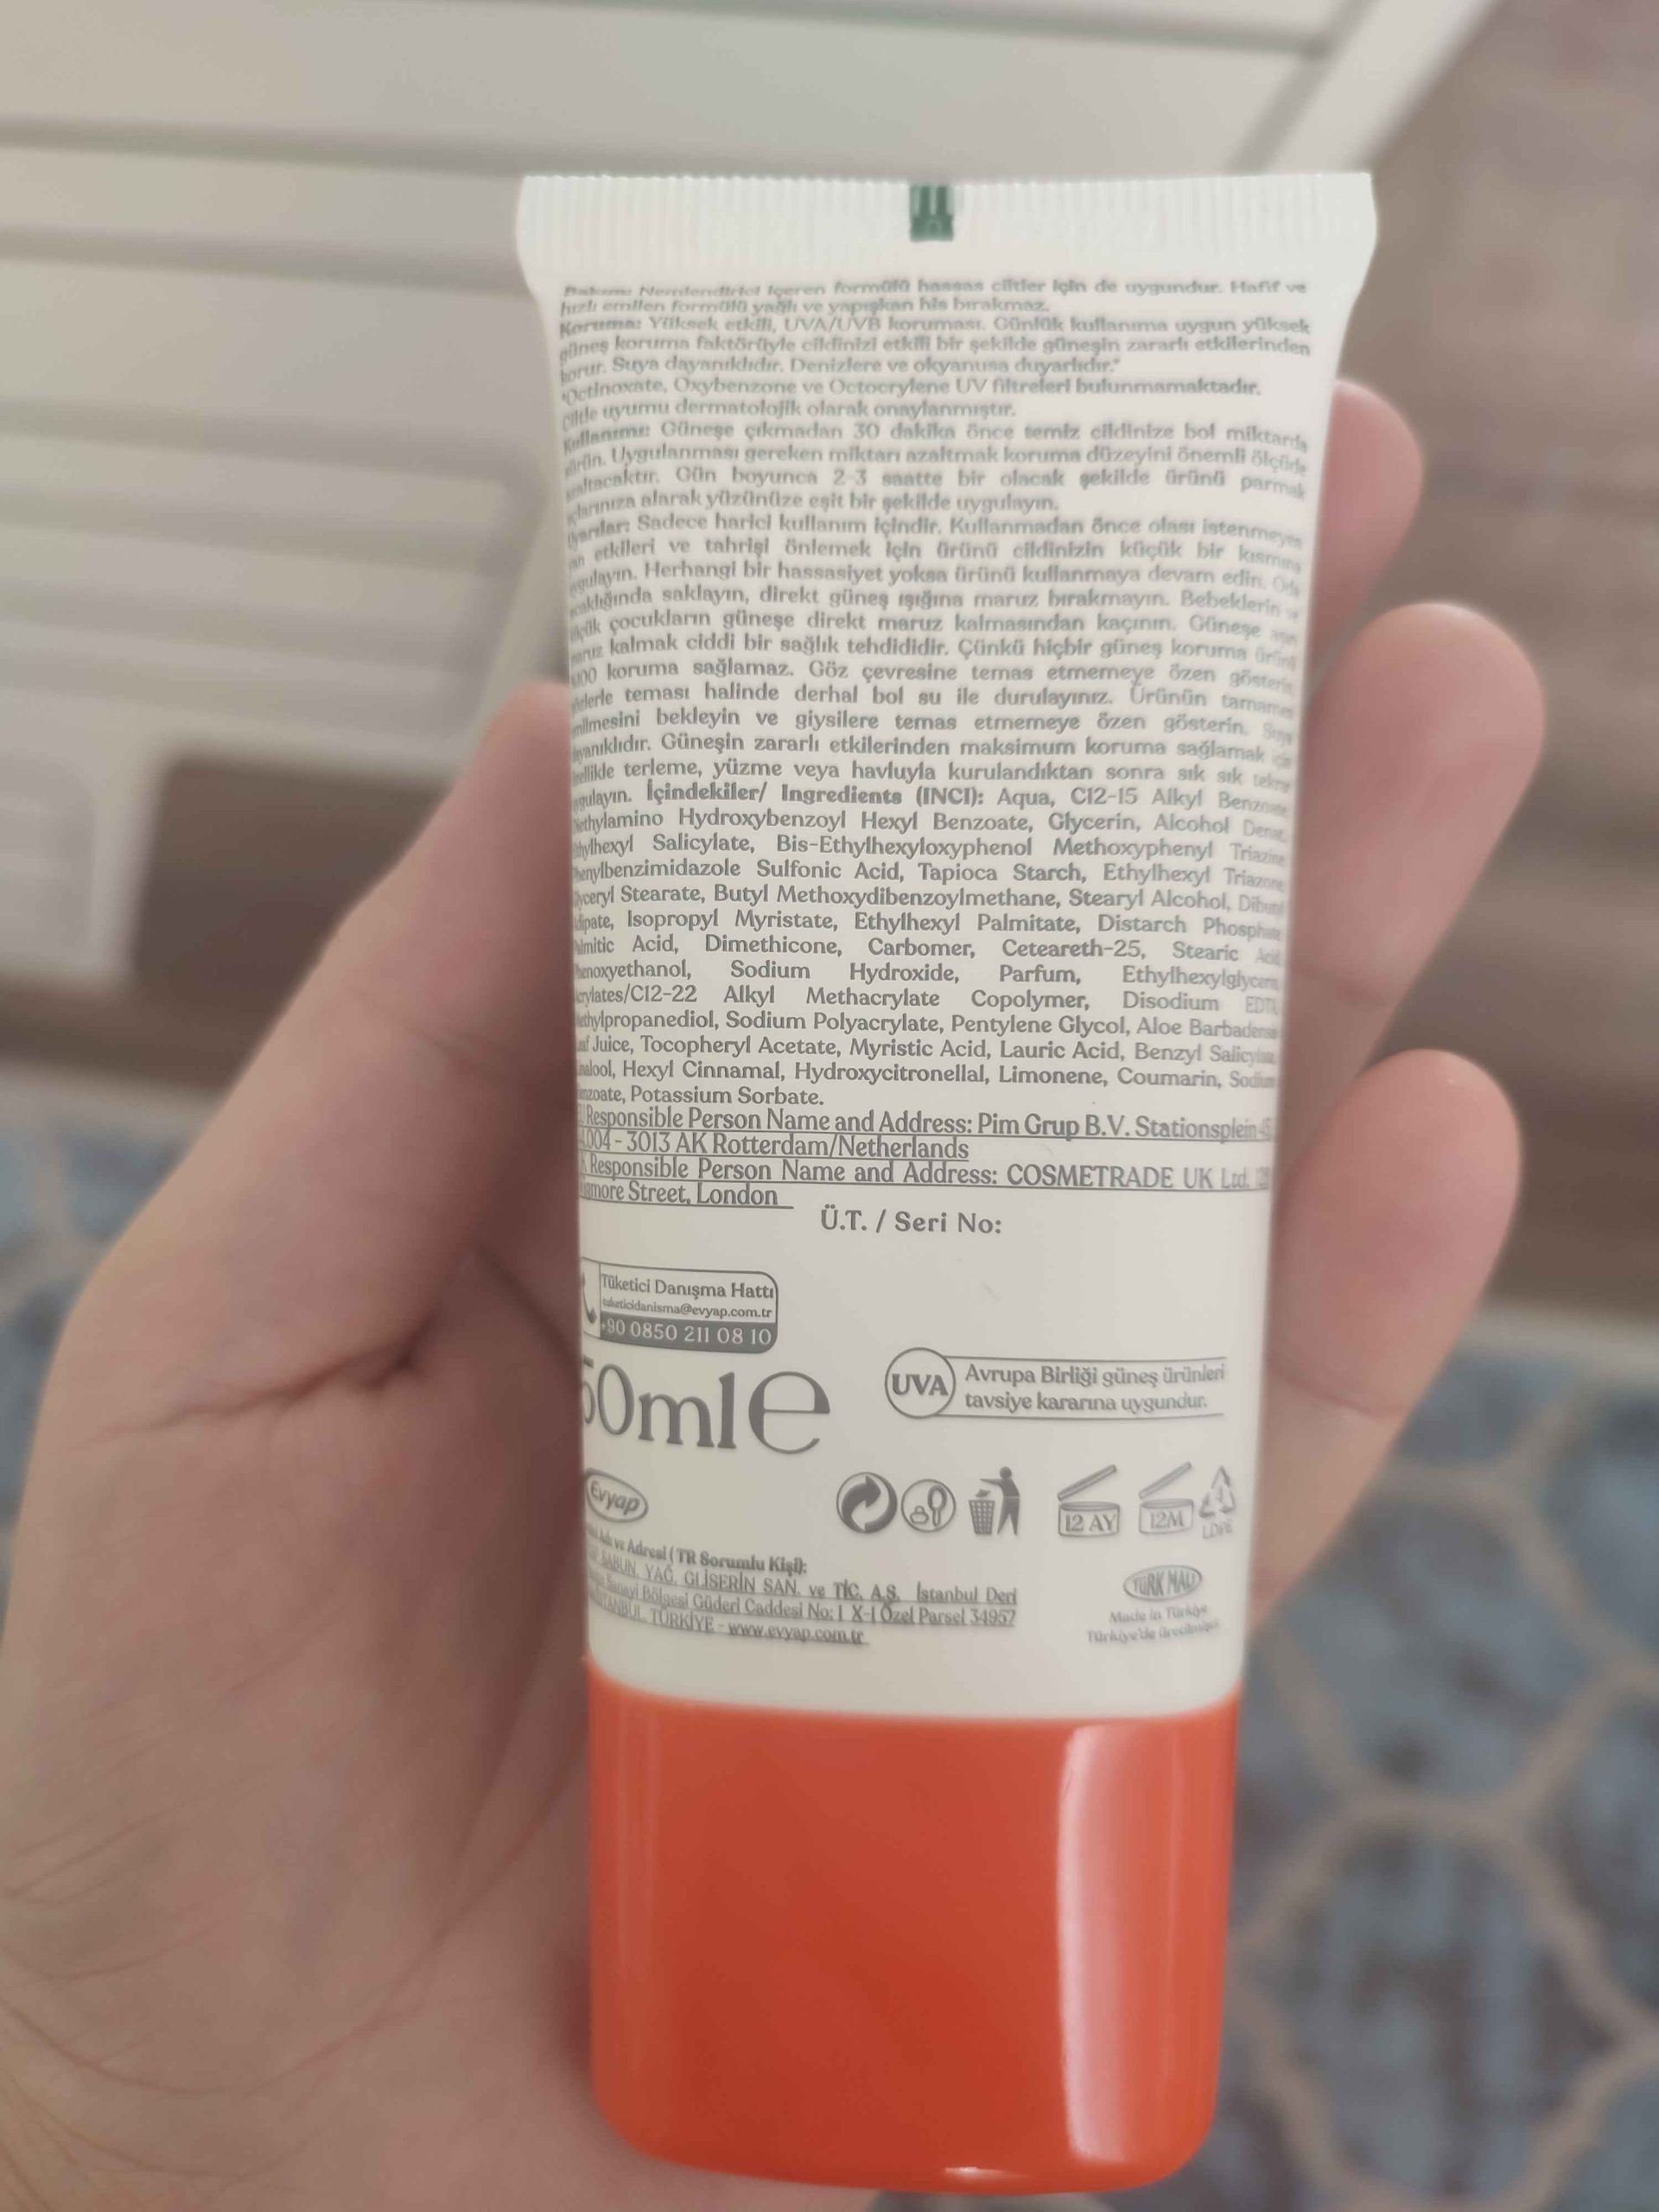 Bakım: Nemlendirici içeren formülü hassas ciltler için de uygundur. Hafif ve
hızlı emilen formülü yağlı ve yapışkan his bırakmaz.
Koruma: Yüksek etkili, UVA/UVB koruması. Günlük kullanıma uygun yüksek
güneş koruma faktörüyle cildinizi etkili bir şekilde güneşin zararlı etkilerinden
korur. Suya dayanıklıdır. Denizlere ve okyanusa duyarlıdır.*
*Octinoxate, Oxybenzone ve Octocrylene UV filtreleri bulunmamaktadır.
Ciltle uyumu dermatolojik olarak onaylanmıştır.
Kullanımı: Güneşe çıkmadan 30 dakika önce temiz cildinize bol miktarda
sürün. Uygulanması gereken miktarı azaltmak koruma düzeyini önemli ölçüde
azaltacaktır. Gün boyunca 2-3 saatte bir olacak şekilde ürünü parmak
uçlarınıza alarak yüzünüze eşit bir şekilde uygulayın.
Uyarılar: Sadece harici kullanım içindir. Kullanmadan önce olası istenmeyen
yan etkileri ve tahrişi önlemek için ürünü cildinizin küçük bir kısmına
uygulayın. Herhangi bir hassasiyet yoksa ürünü kullanmaya devam edin. Oda
sıcaklığında saklayın, direkt güneş ışığına maruz bırakmayın. Bebeklerin ve
küçük çocukların güneşe direkt maruz kalmasından kaçının. Güneşe aşırı
maruz kalmak ciddi bir sağlık tehdididir. Çünkü hiçbir güneş koruma ürünü
%100 koruma sağlamaz. Göz çevresine temas etmemeye özen gösterin,
gözlerle teması halinde derhal bol su ile durulayınız. Ürünün tamamen
emilmesini bekleyin ve giysilere temas etmemeye özen gösterin. Suya
dayanıklıdır. Güneşin zararlı etkilerinden maksimum koruma sağlamak için
özellikle terleme, yüzme veya havluyla kurulandıktan sonra sık sık tekrar
uygulayın. İçindekiler/ Ingredients (INCI): Aqua, C12-15 Alkyl Benzoate,
Diethylamino Hydroxybenzoyl Hexyl Benzoate, Glycerin, Alcohol Denat.,
Ethylhexyl Salicylate, Bis-Ethylhexyloxyphenol Methoxyphenyl Triazine,
Phenylbenzimidazole Sulfonic Acid, Tapioca Starch, Ethylhexyl Triazone,
Glyceryl Stearate, Butyl Methoxydibenzoylmethane, Stearyl Alcohol, Dibutyl
Adipate, Isopropyl Myristate, Ethylhexyl Palmitate, Distarch Phosphate,
Palmitic Acid, Dimethicone, Carbomer, Ceteareth-25, Stearic Acid,
Phenoxyethanol, Sodium Hydroxide, Parfum, Ethylhexylglycerin,
Acrylates/C12-22 Alkyl Methacrylate Copolymer, Disodium EDTA,
Methylpropanediol, Sodium Polyacrylate, Pentylene Glycol, Aloe Barbadensis
Leaf Juice, Tocopheryl Acetate, Myristic Acid, Lauric Acid, Benzyl Salicylate,
Linalool, Hexyl Cinnamal, Hydroxycitronellal, Limonene, Coumarin, Sodium
Benzoate, Potassium Sorbate.
Responsible Person Name and Address: Pim Grup B.V. Stationsplein 45
004 - 3013 AK Rotterdam/Netherlands
Responsible Person Name and Address: COSMETRADE UK Ltd.
Street, London
Ü.T. / Seri No:
Tüketici Danışma Hattı
tuketicidanisma@evyap.com.tr
+90 0850 211 08 10
50ml e
UVA
Avrupa Birliği güneş ürünleri
tavsiye kararına uygundur.
12 AY
12M
4
LDPE
Evyap
Adı ve Adresi (TR Sorumlu Kişi):
SABUN, YAĞ, GLİSERİN SAN. ve TİC. A.Ş. İstanbul Deri
Sanayi Bölgesi Güderi Caddesi No: 1 X-1 Özel Parsel 34957
İSTANBUL, TÜRKİYE - www.evyap.com.tr
TÜRK MALI
Made in Türkiye
Türkiye'de üretilmiştir.